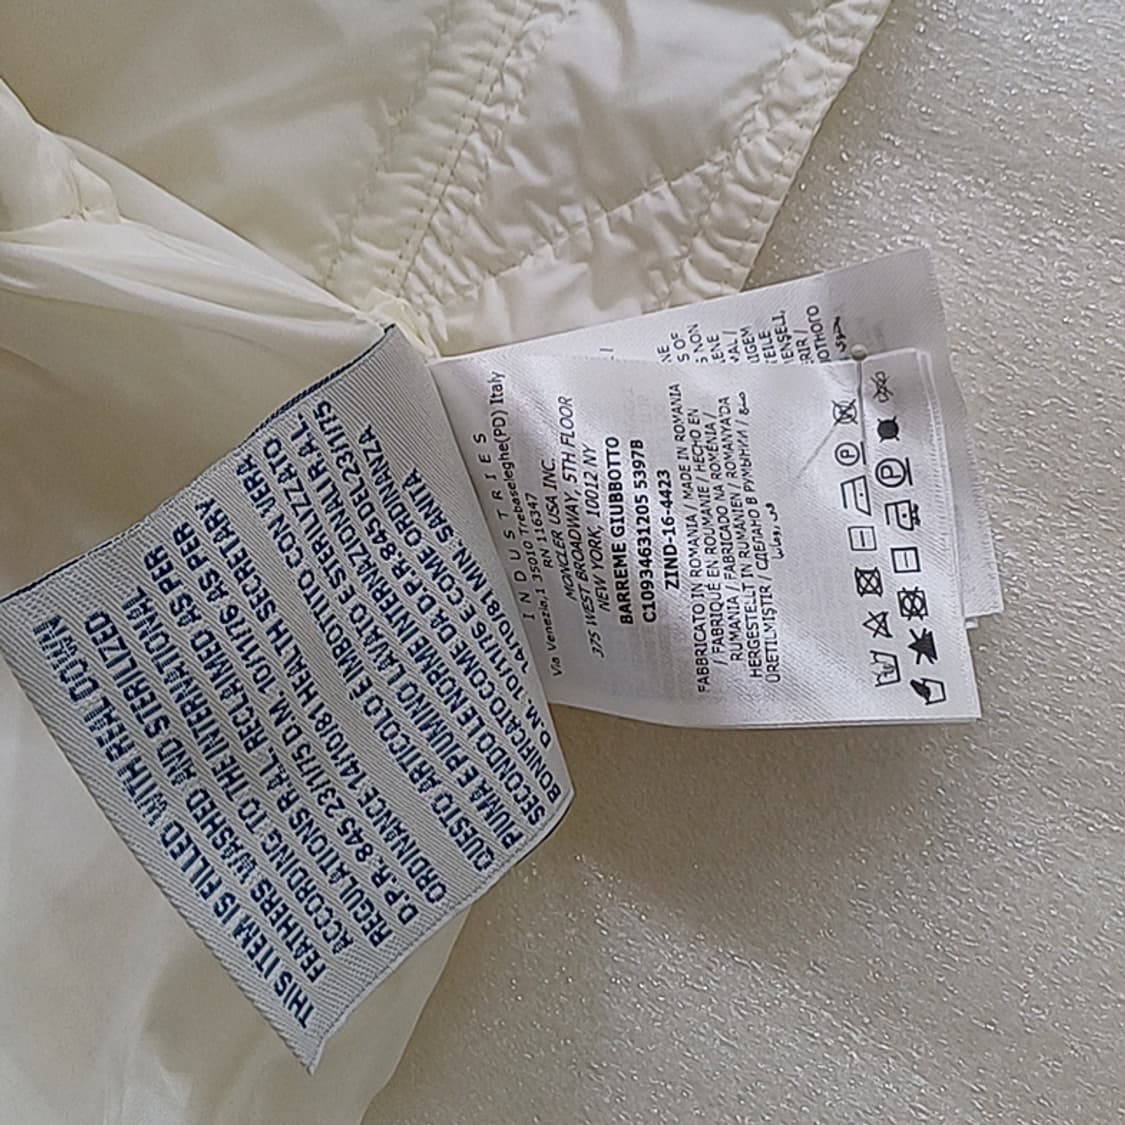 THIS ITEM IS FILLED WITH REAL DOWN
FEATHERS WASHED AND STERILIZED
ACCORDING TO THE INTERNATIONAL
REGULATIONS R.A.L. RECLAIMED AS PER
D.P.R. 845 23/11/75 D.M. 10/11/76 AS PER
ORDINANCE 14/10/81 HEALTH SECRETARY
QUESTO ARTICOLO E IMBOTTITO CON VERA
PIUMA E PIUMINO LAVATO E STERILIZZATO
SECONDO LE NORME INTERNAZIONALI R.A.L.
BONIFICATO COME DA D.P.R. 845 DEL 23/11/75
D.M. 10/11/76 E COME ORDINANZA
14/10/81 MIN. SANITA
INDUSTRIES
Via Venezia,1 35010 Trebaseleghe(PD) Italy
RN 116347
MONCLER USA INC.
375 WEST BROADWAY, 5TH FLOOR
NEW YORK, 10012 NY
BARREME GIUBBOTTO
C10934631205 5397B
ZIND-16-4423
FABBRICATO IN ROMANIA / MADE IN ROMANIA
/ FABRIQUÉ EN ROUMANIE / HECHO EN
RUMANIA / FABRICADO NA ROMÉNIA /
HERGESTELLT IN RUMÄNIEN / ROMANYA'DA
ÜRETILMIŞTIR / СДЕЛАНО В РУМЫНИИ / صنع
في رومانيا